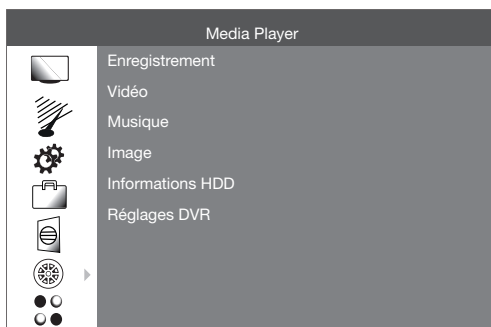 Media Player
Enregistrement
Vidéo
Musique
Image
Informations HDD
Réglages DVR